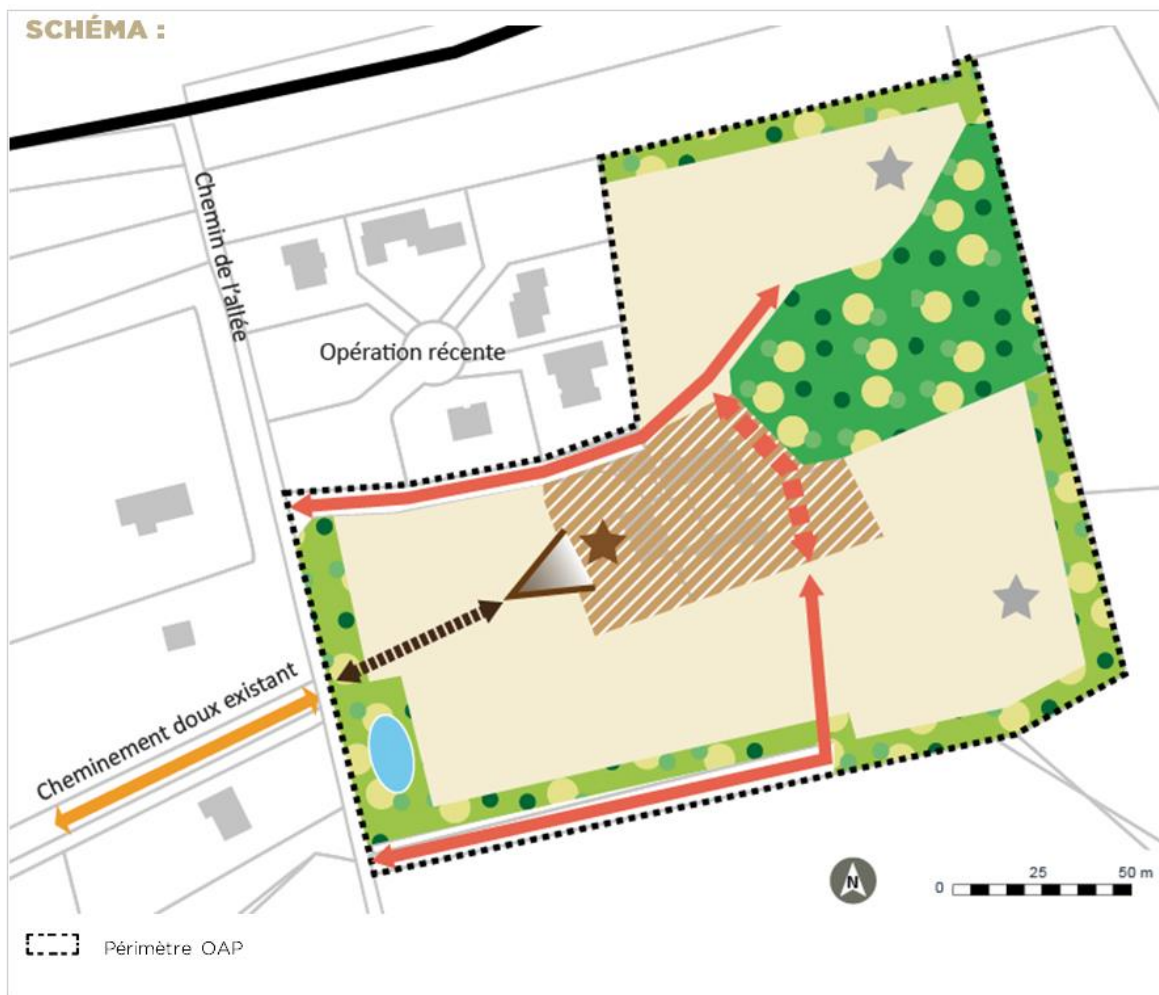 SCHÉMA :
Chemin de l'allée
Opération récente
Cheminement doux existant
N
0 25 50 m
Périmètre OAP